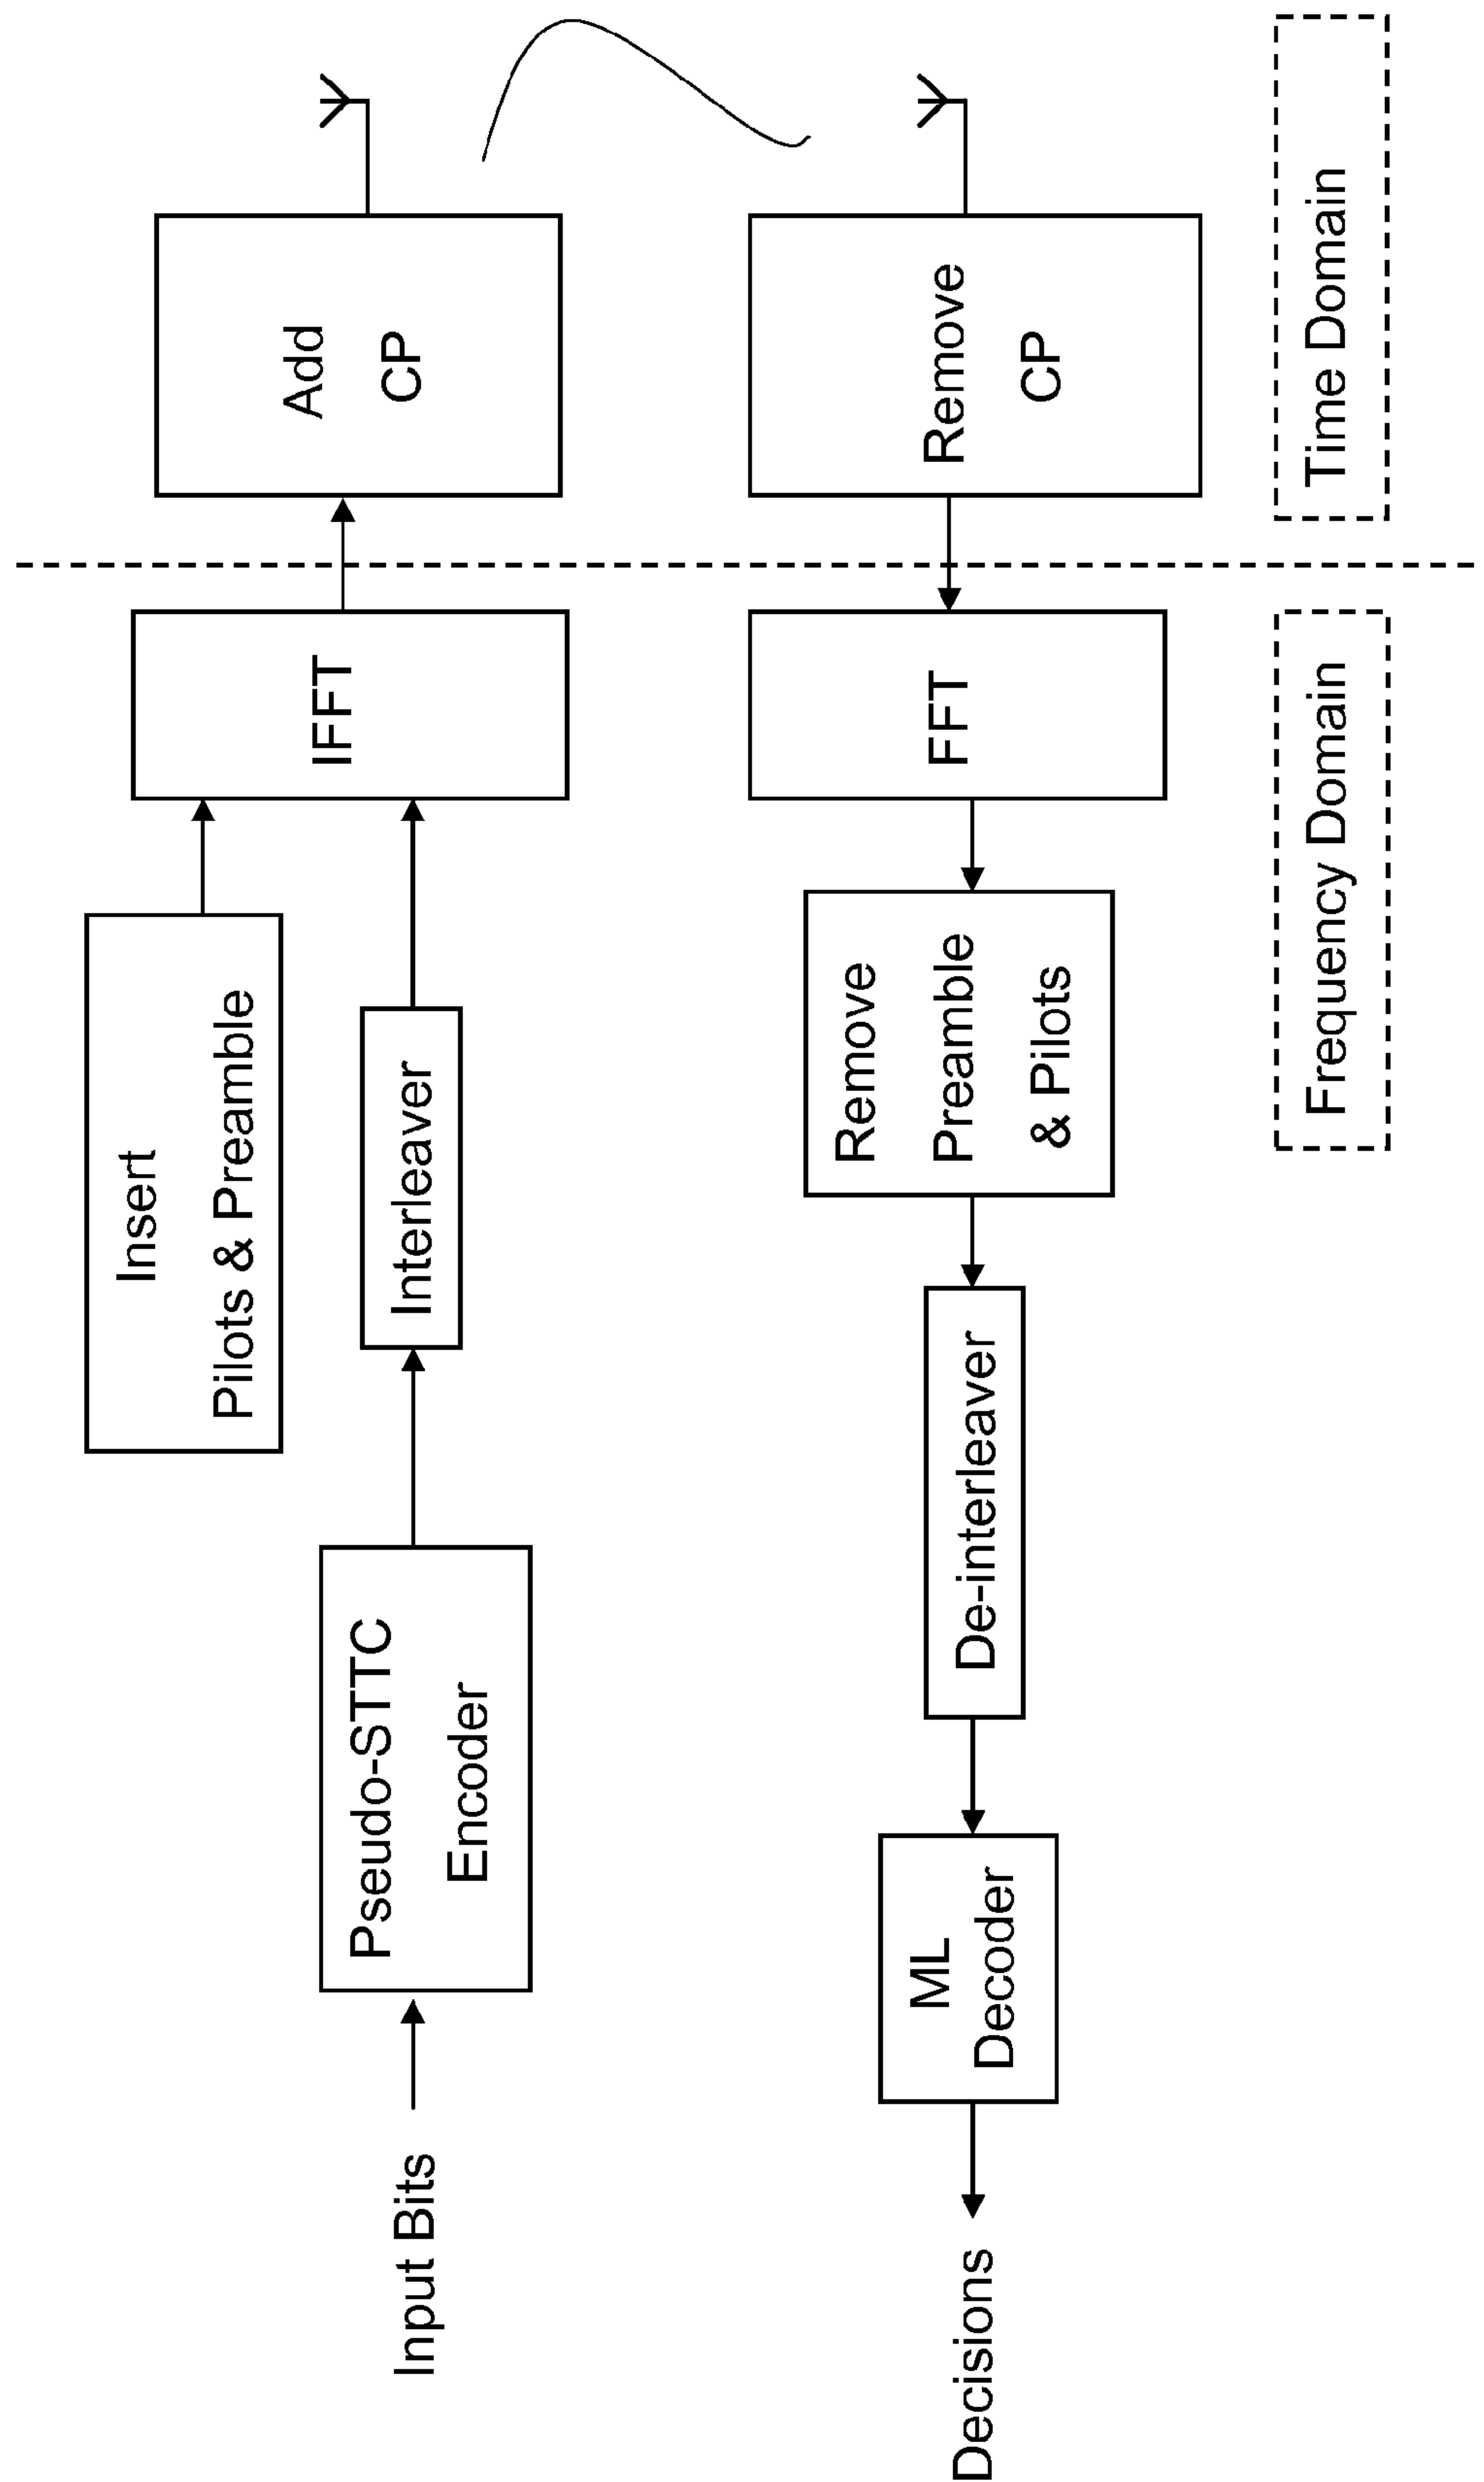 Input Bits
Pseudo-STTC
Encoder
Insert
Pilots & Preamble
Interleaver
IFFT
Add
CP
Decisions
ML
Decoder
De-interleaver
Remove
Preamble
& Pilots
FFT
Remove
CP
Frequency Domain
Time Domain